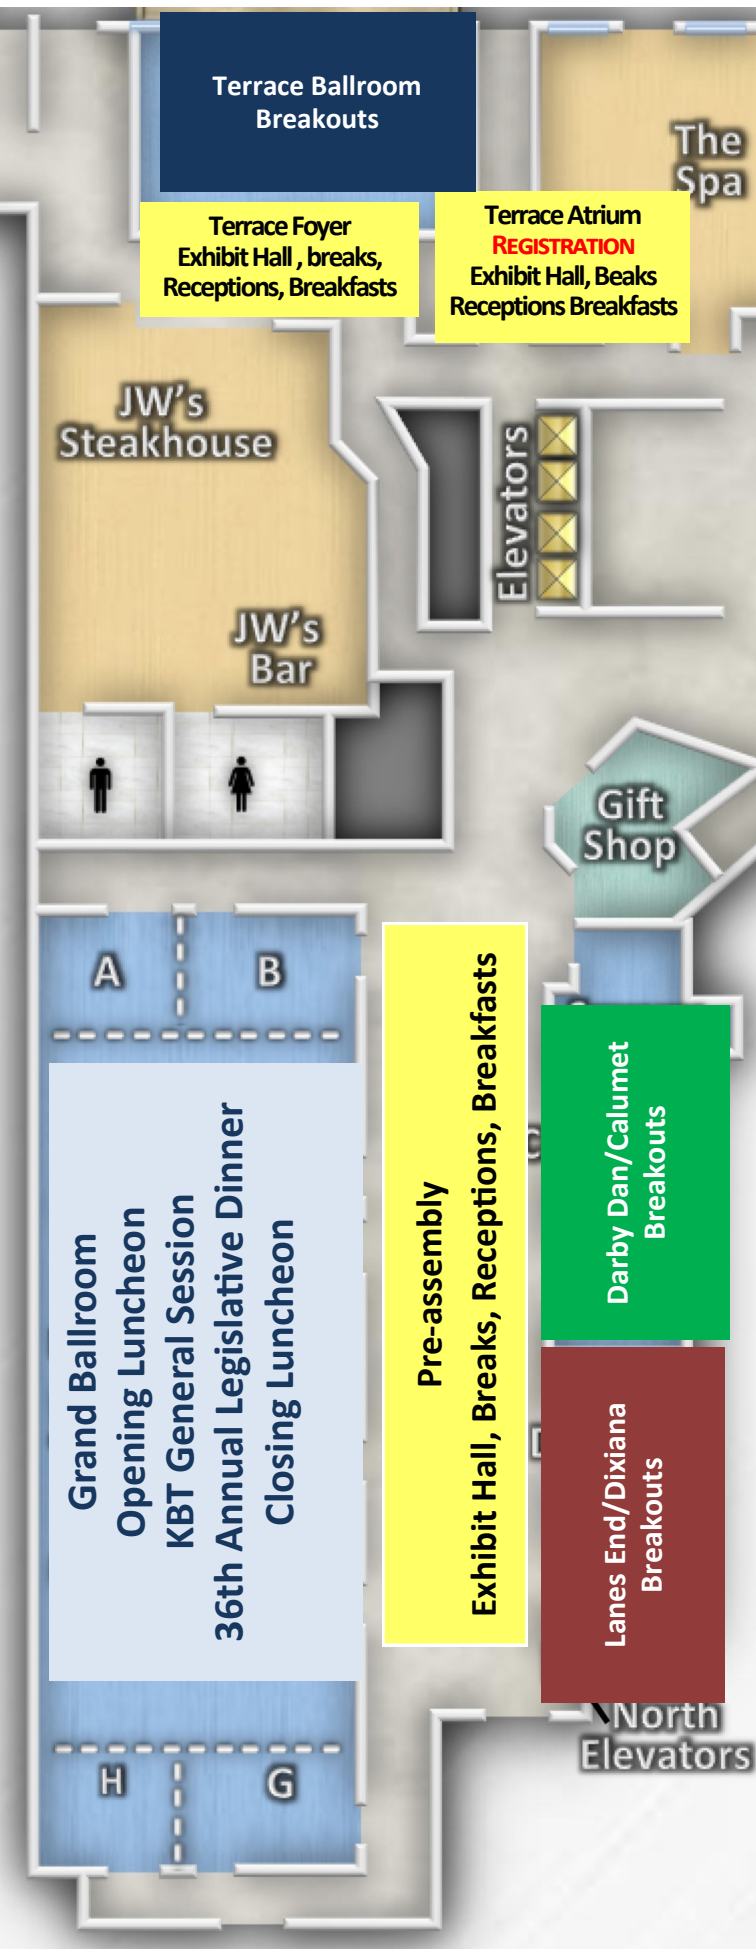 Terrace Ballroom
Breakouts
The
Spa
Terrace Foyer
Exhibit Hall , breaks,
Receptions, Breakfasts
Terrace Atrium
REGISTRATION
Exhibit Hall, Beaks
Receptions Breakfasts
JW's
Steakhouse
Elevators
JW's
Bar
Gift
Shop
A
B
Grand Ballroom
Opening Luncheon
KBT General Session
36th Annual Legislative Dinner
Closing Luncheon
Pre-assembly
Exhibit Hall, Breaks, Receptions, Breakfasts
Darby Dan/Calumet
Breakouts
Lanes End/Dixiana
Breakouts
North
Elevators
H
G